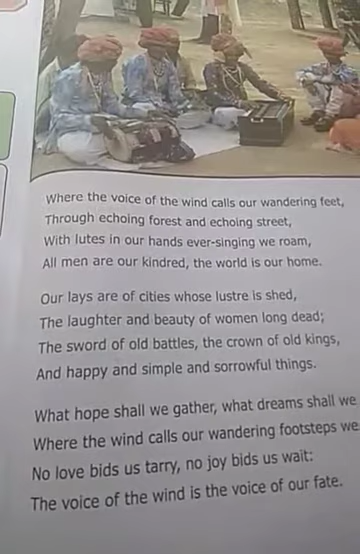 Where the voice of the wind calls our wandering feet,
Through echoing forest and echoing street,
With lutes in our hands ever-singing we roam,
All men are our kindred, the world is our home.
Our lays are of cities whose lustre is shed,
The laughter and beauty of women long dead;
The sword of old battles, the crown of old kings,
And happy and simple and sorrowful things.
What hope shall we gather, what dreams shall we
Where the wind calls our wandering footsteps we
No love bids us tarry, no joy bids us wait:
The voice of the wind is the voice of our fate.